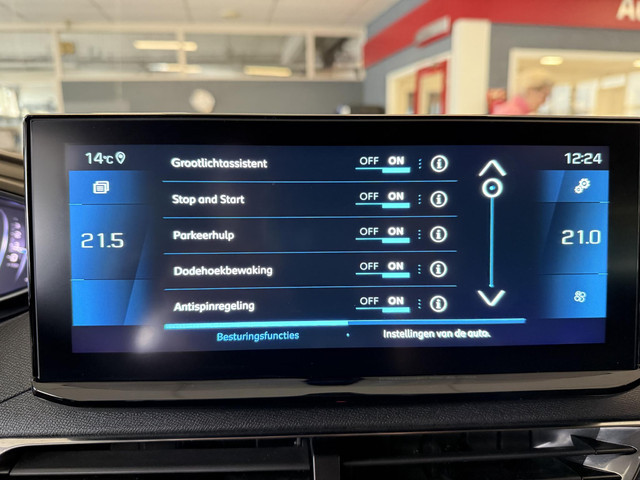 14°C 12:24
Grootlichtassistent OFF ON
Stop and Start OFF ON
21.5 Parkeerhulp OFF ON 21.0
Dodehoekbewaking OFF ON
Antispinregeling OFF ON
Besturingsfuncties Instellingen van de auto.